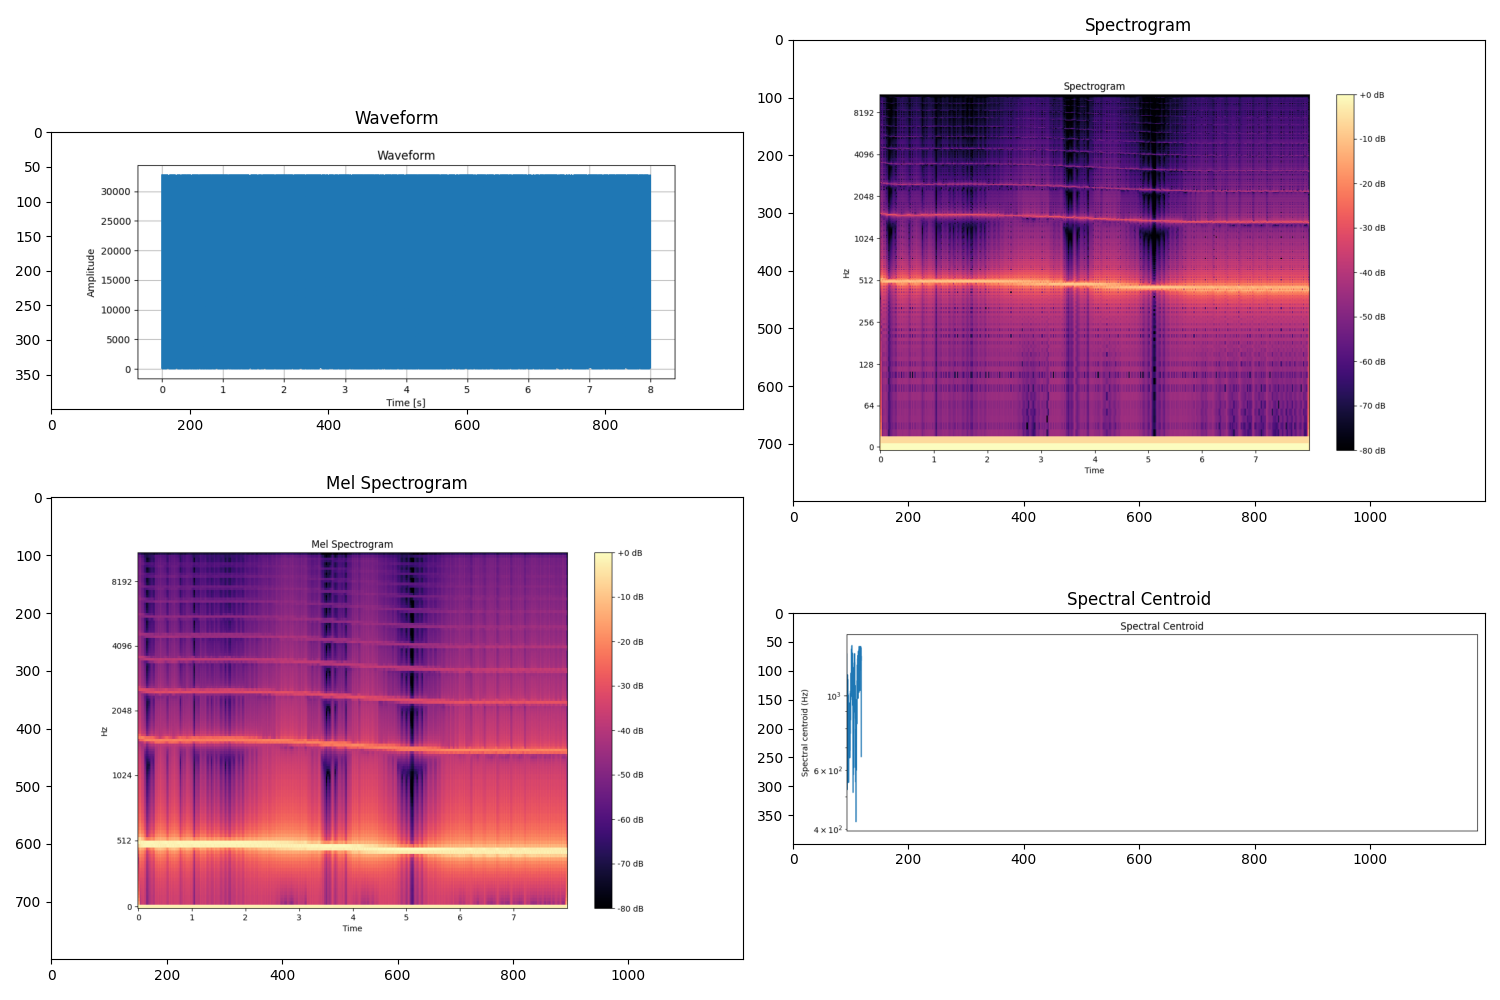 Waveform
0
50
100
150
200
250
300
350
0 200 400 600 800
Waveform
30000
25000
20000
15000
10000
5000
0
Amplitude
0 1 2 3 4 5 6 7 8
Time [s]
Spectrogram
0
100
200
300
400
500
600
700
0 200 400 600 800 1000
Spectrogram
8192
4096
2048
1024
512
256
128
64
0
Hz
0 1 2 3 4 5 6 7
Time
+0 dB
-10 dB
-20 dB
-30 dB
-40 dB
-50 dB
-60 dB
-70 dB
-80 dB
Mel Spectrogram
0
100
200
300
400
500
600
700
0 200 400 600 800 1000
Mel Spectrogram
8192
4096
2048
1024
512
0
Hz
0 1 2 3 4 5 6 7
Time
+0 dB
-10 dB
-20 dB
-30 dB
-40 dB
-50 dB
-60 dB
-70 dB
-80 dB
Spectral Centroid
0
50
100
150
200
250
300
350
0 200 400 600 800 1000
Spectral Centroid
10³
6 × 10²
4 × 10²
Spectral centroid (Hz)